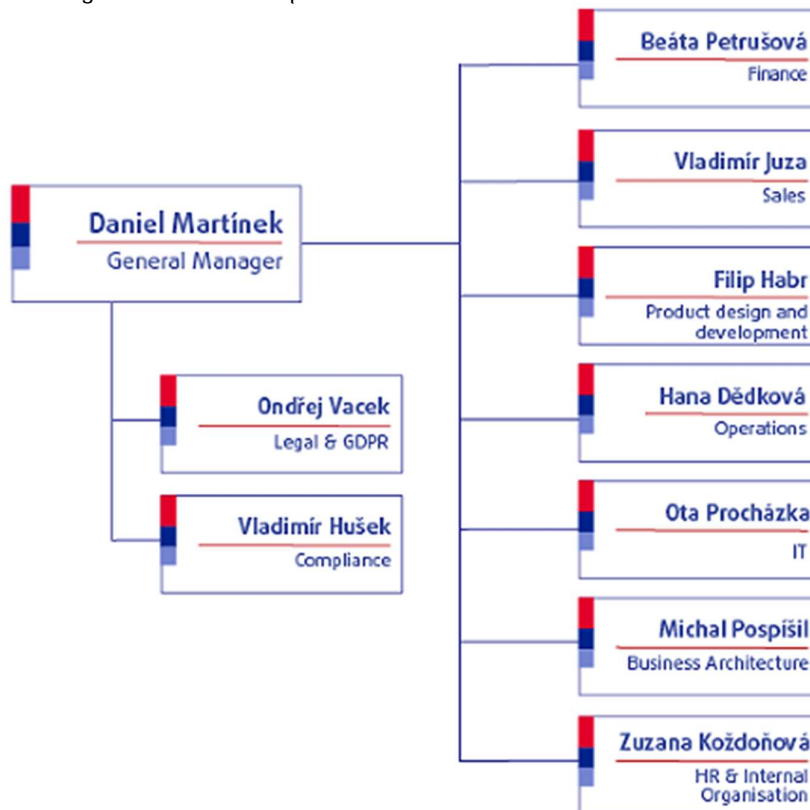 Beáta Petrušová
Finance
Vladimír Juza
Sales
Daniel Martínek
General Manager
Filip Habr
Product design and
development
Ondřej Vacek
Legal & GDPR
Hana Dědková
Operations
Vladimír Hušek
Compliance
Ota Procházka
IT
Michal Pospíšil
Business Architecture
Zuzana Koždoňová
HR & Internal
Organisation